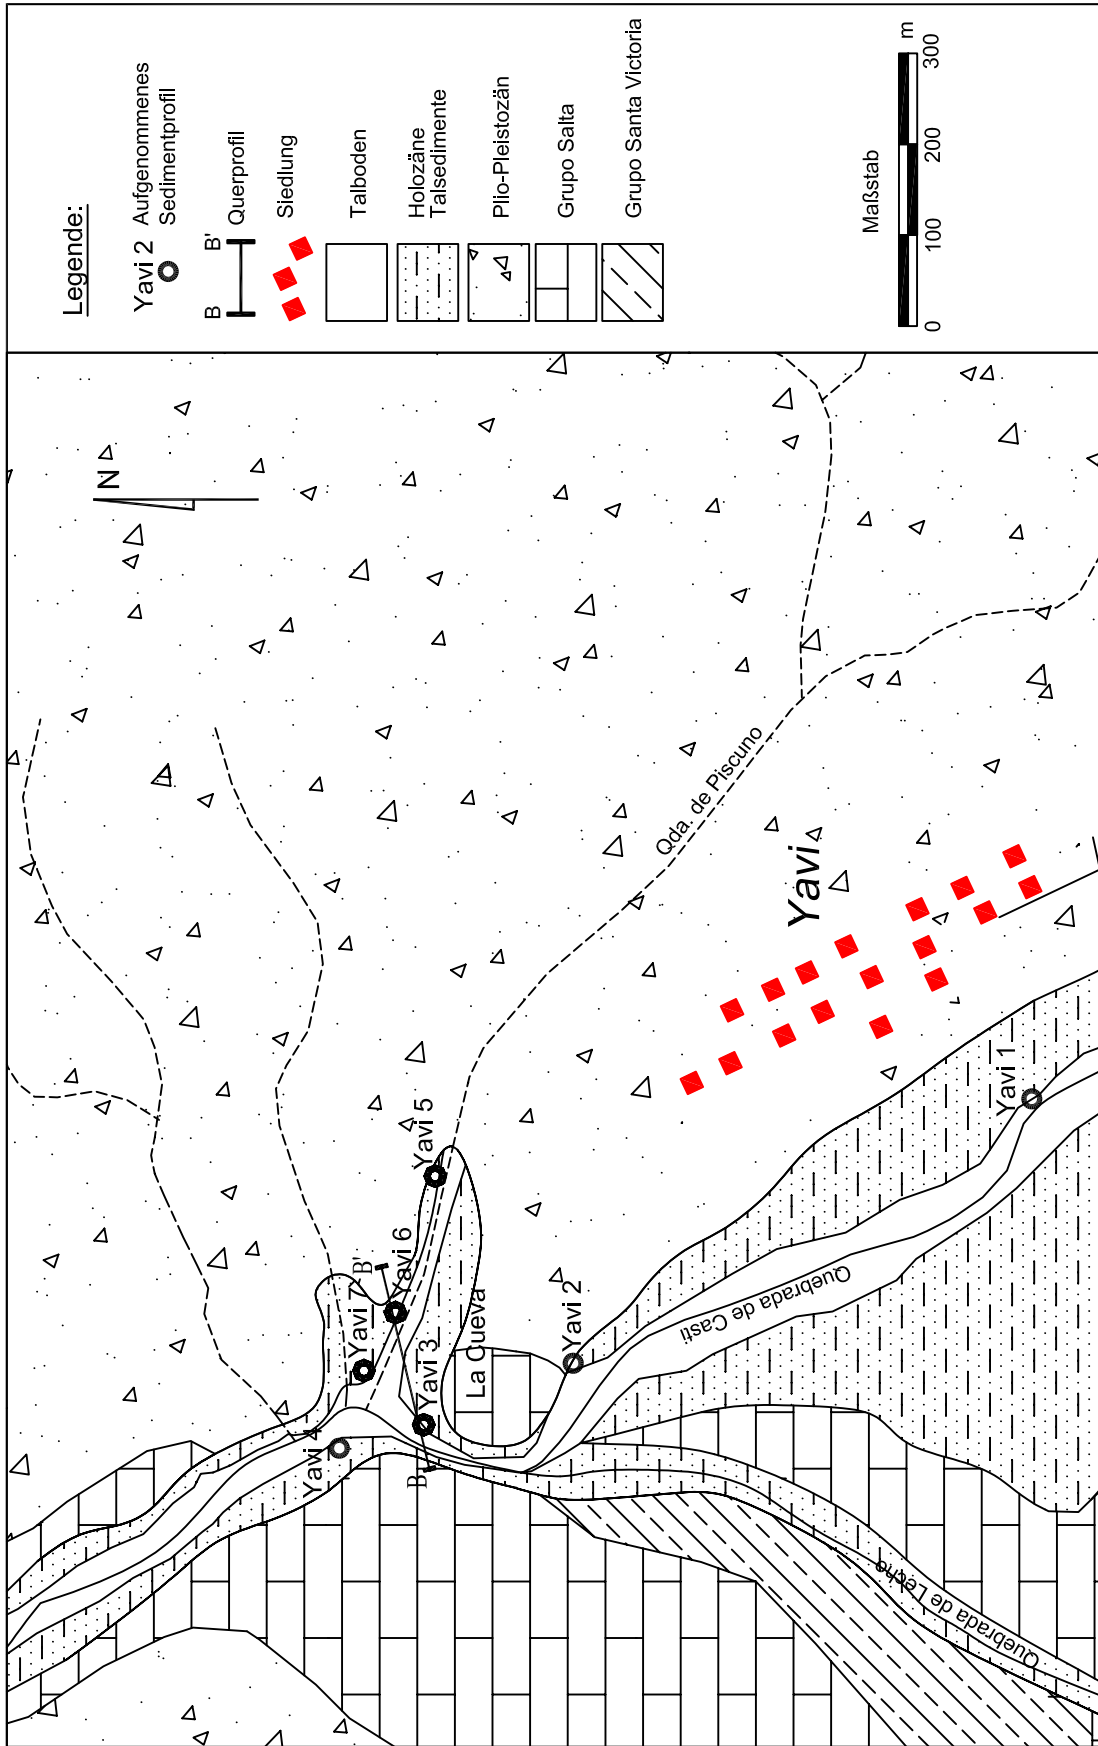 Legende:
Yavi 2
Aufgenommenes
Sedimentprofil
B B'
Querprofil
Siedlung
Talboden
Holozäne
Talsedimente
Plio-Pleistozän
Grupo Salta
Grupo Santa Victoria
Maßstab
0 100 200 300
m
N
Qda. de Piscuno
Yavi
Yavi 5
Yavi 6
B'
Yavi 7
Yavi 3
Yavi 4
B
La Cueva
Yavi 2
Yavi 1
Quebrada de Casti
Quebrada de Leche